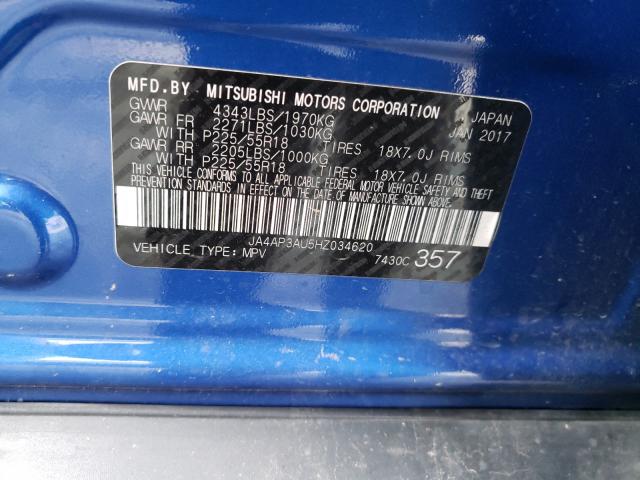 MFD.BY MITSUBISHI MOTORS CORPORATION JAPAN
GVWR 4343LBS/1970KG JAN 2017
GAWR FR 2271LBS/1030KG
WITH P225/55R18 TIRES 18X7.0J RIMS
GAWR RR 2205LBS/1000KG
WITH P225/55R18 TIRES 18X7.0J RIMS
THIS VEHICLE CONFORMS TO ALL APPLICABLE FEDERAL MOTOR VEHICLE SAFETY AND THEFT
PREVENTION STANDARDS IN EFFECT ON THE DATE OF MANUFACTURE SHOWN ABOVE.
JA4AP3AU5HZ034620
VEHICLE TYPE: MPV 7430C 357